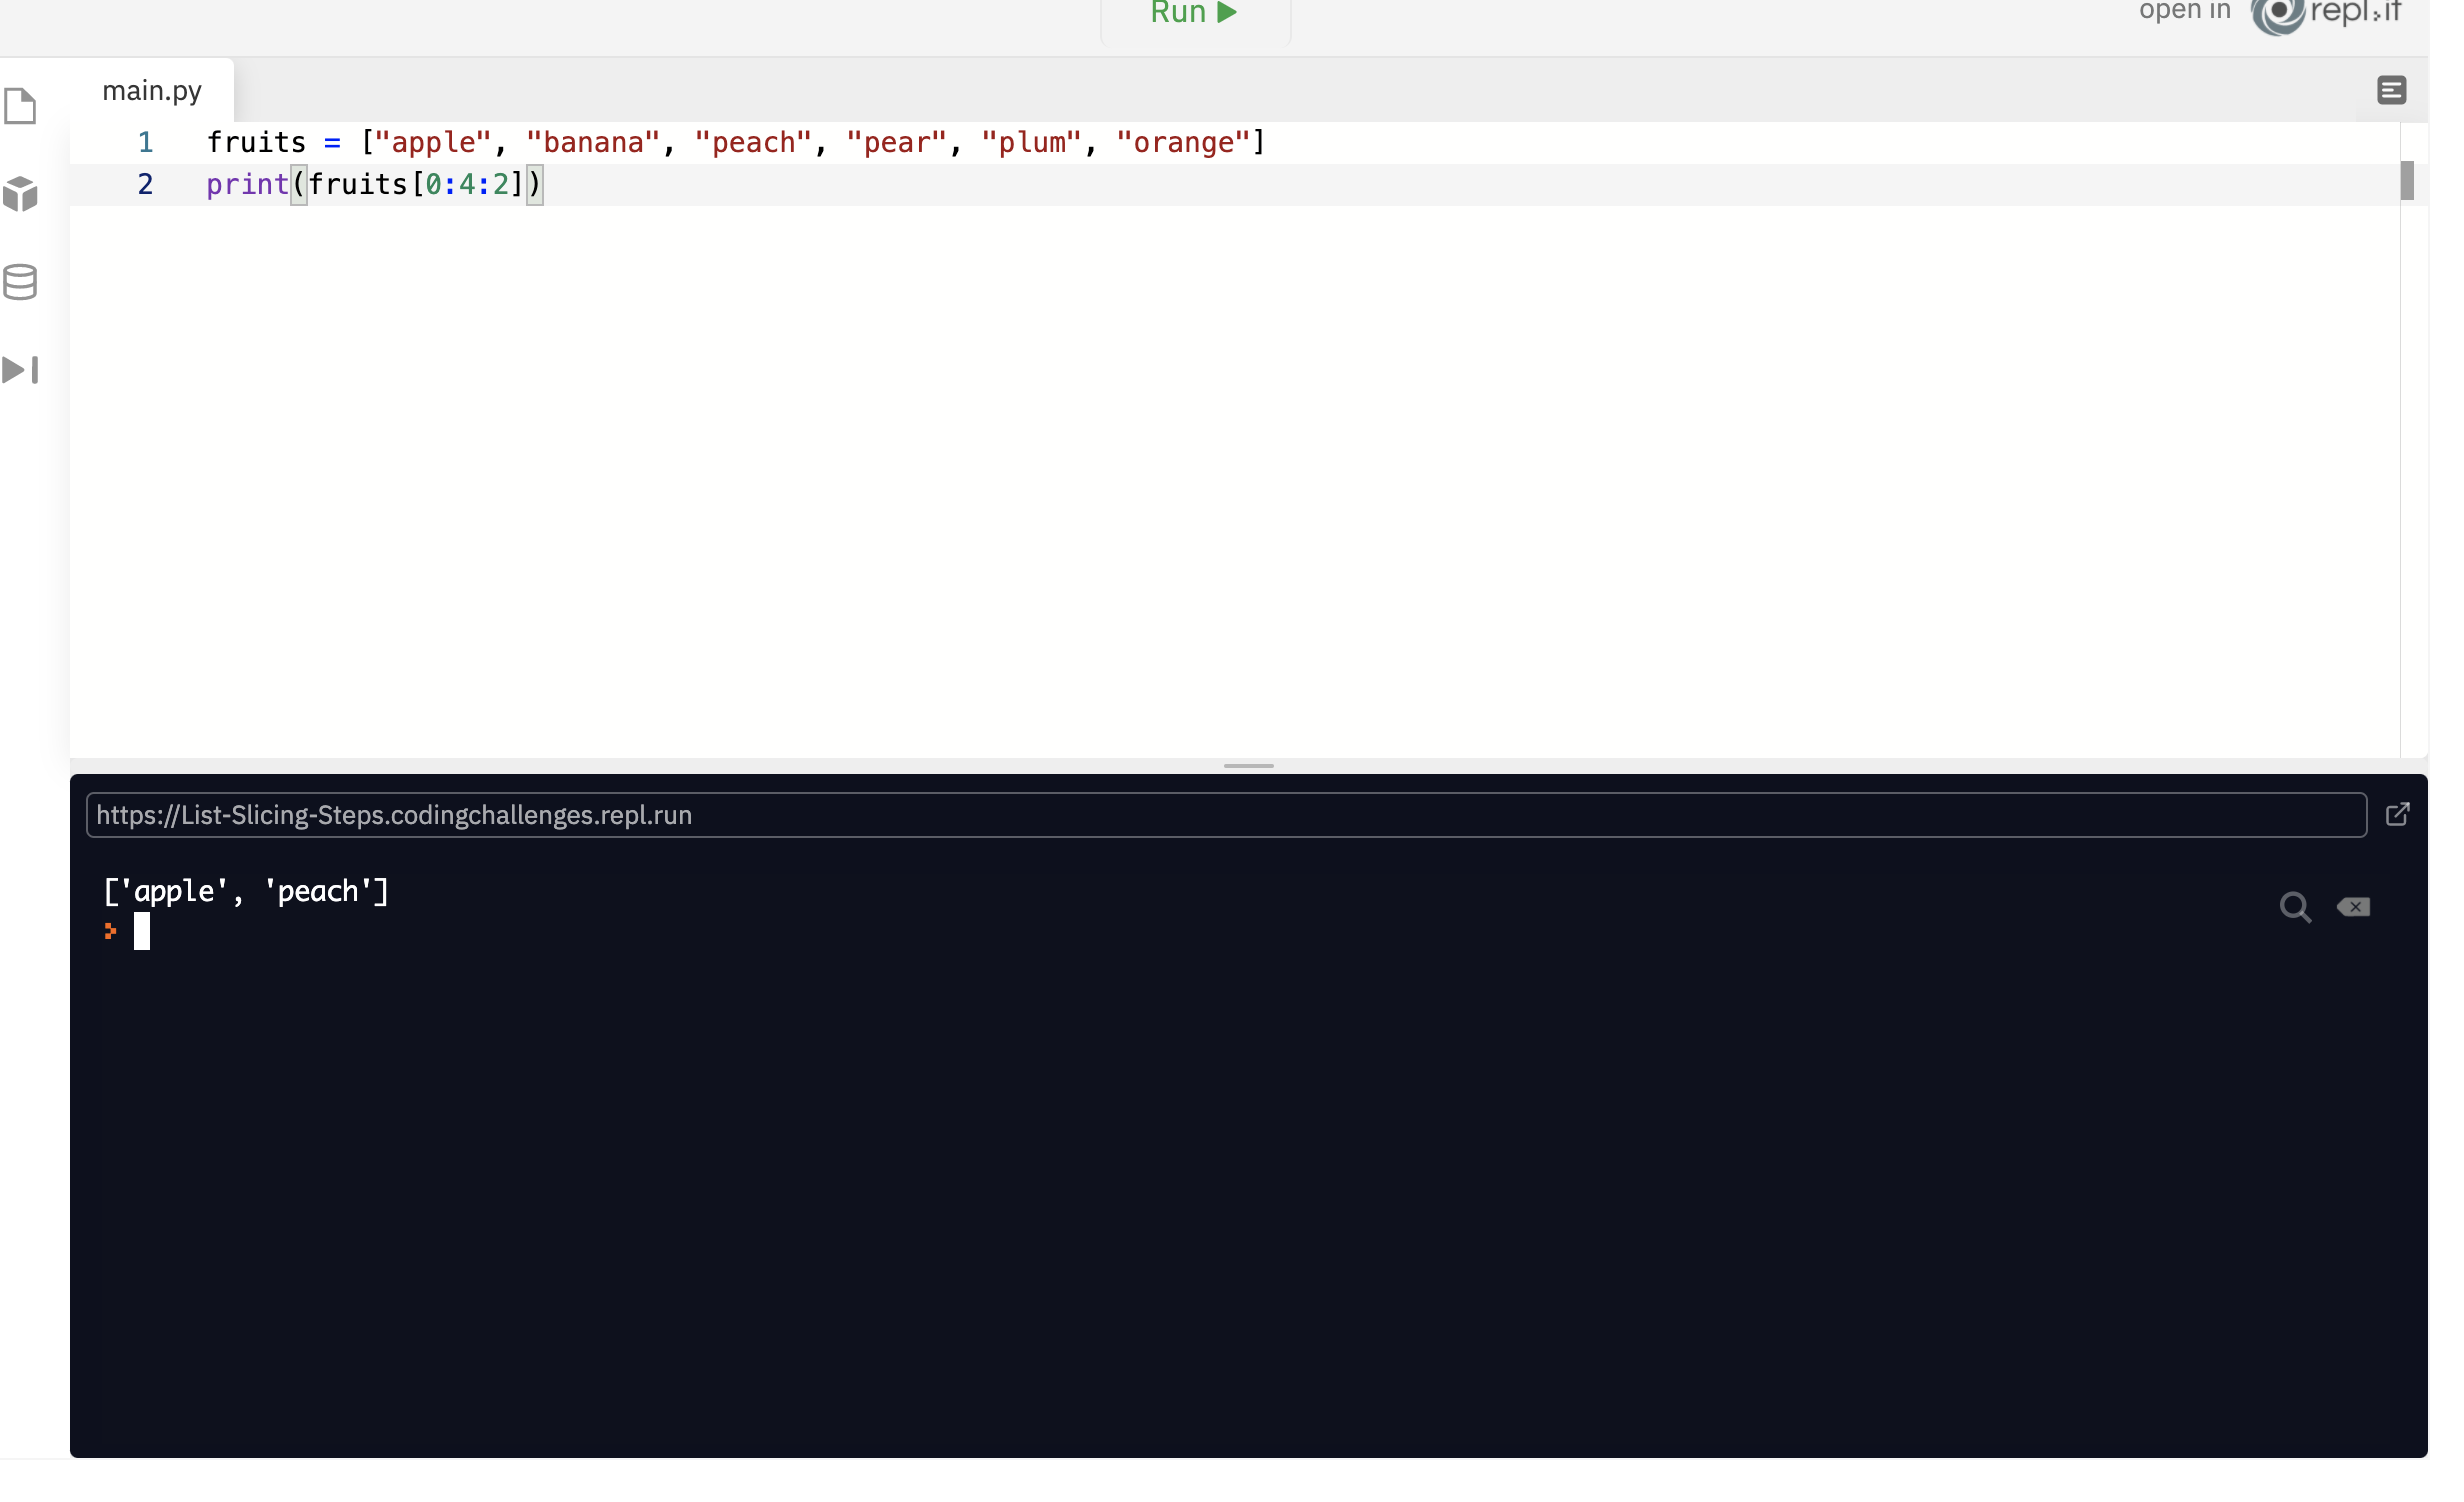 Run
open in repl.it
main.py
1 fruits = ["apple", "banana", "peach", "pear", "plum", "orange"]
2 print(fruits[0:4:2])
https://List-Slicing-Steps.codingchallenges.repl.run
['apple', 'peach']